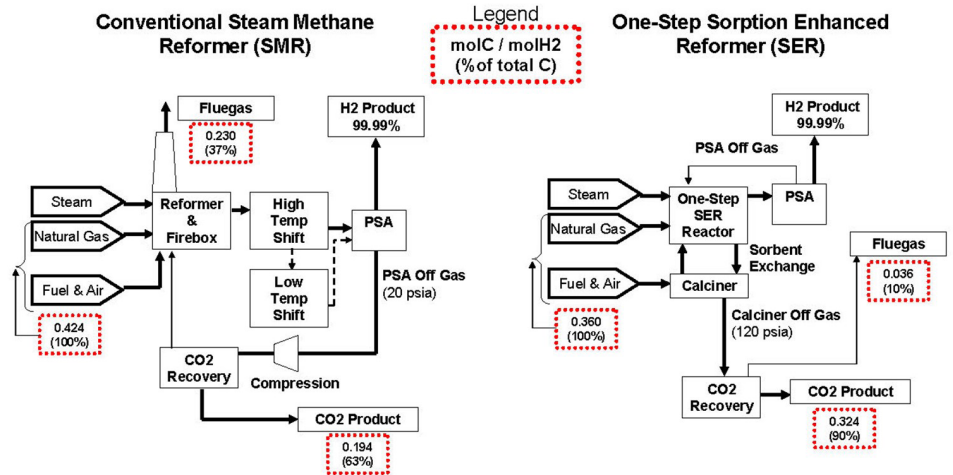 Conventional Steam Methane
Reformer (SMR)
Legend
molC / molH2
(%of total C)
One-Step Sorption Enhanced
Reformer (SER)
Fluegas
0.230
(37%)
H2 Product
99.99%
Steam
Natural Gas
Fuel & Air
0.424
(100%)
Reformer
&
Firebox
High
Temp
Shift
Low
Temp
Shift
PSA
PSA Off Gas
(20 psia)
CO2
Recovery
Compression
CO2 Product
0.194
(63%)
H2 Product
99.99%
PSA Off Gas
Steam
Natural Gas
Fuel & Air
0.360
(100%)
One-Step
SER
Reactor
PSA
Sorbent
Exchange
Calciner
Calciner Off Gas
(120 psia)
Fluegas
0.036
(10%)
CO2
Recovery
CO2 Product
0.324
(90%)